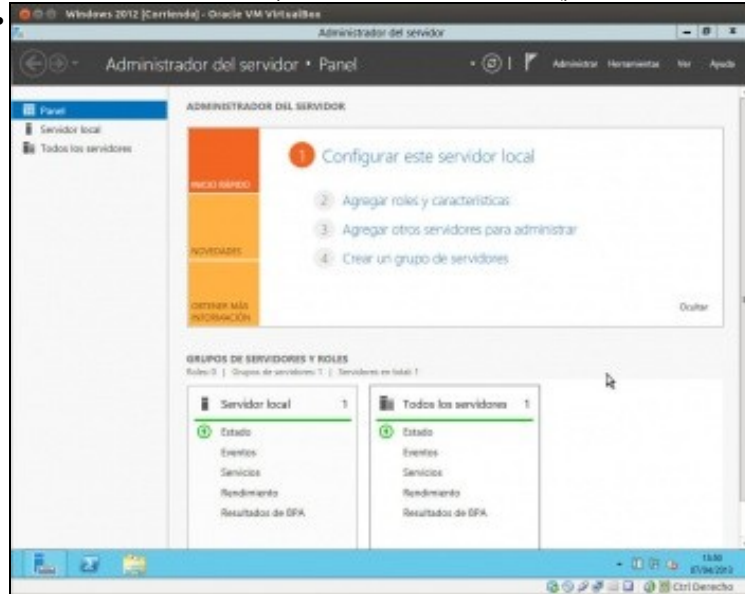 Windows 2012 [Corriendo] - Oracle VM VirtualBox
Administrador del servidor
Administrador del servidor • Panel
Administrar Herramientas Ver Ayuda
Panel
Servidor local
Todos los servidores
ADMINISTRADOR DEL SERVIDOR
INICIO RÁPIDO
NOVEDADES
OBTENER MÁS
INFORMACIÓN
1 Configurar este servidor local
2 Agregar roles y características
3 Agregar otros servidores para administrar
4 Crear un grupo de servidores
Ocultar
GRUPOS DE SERVIDORES Y ROLES
Roles: 0 | Grupos de servidores: 1 | Servidores en total: 1
Servidor local 1
Estado
Eventos
Servicios
Rendimiento
Resultados de BPA
Todos los servidores 1
Estado
Eventos
Servicios
Rendimiento
Resultados de BPA
07/04/2013
Ctrl Derecho